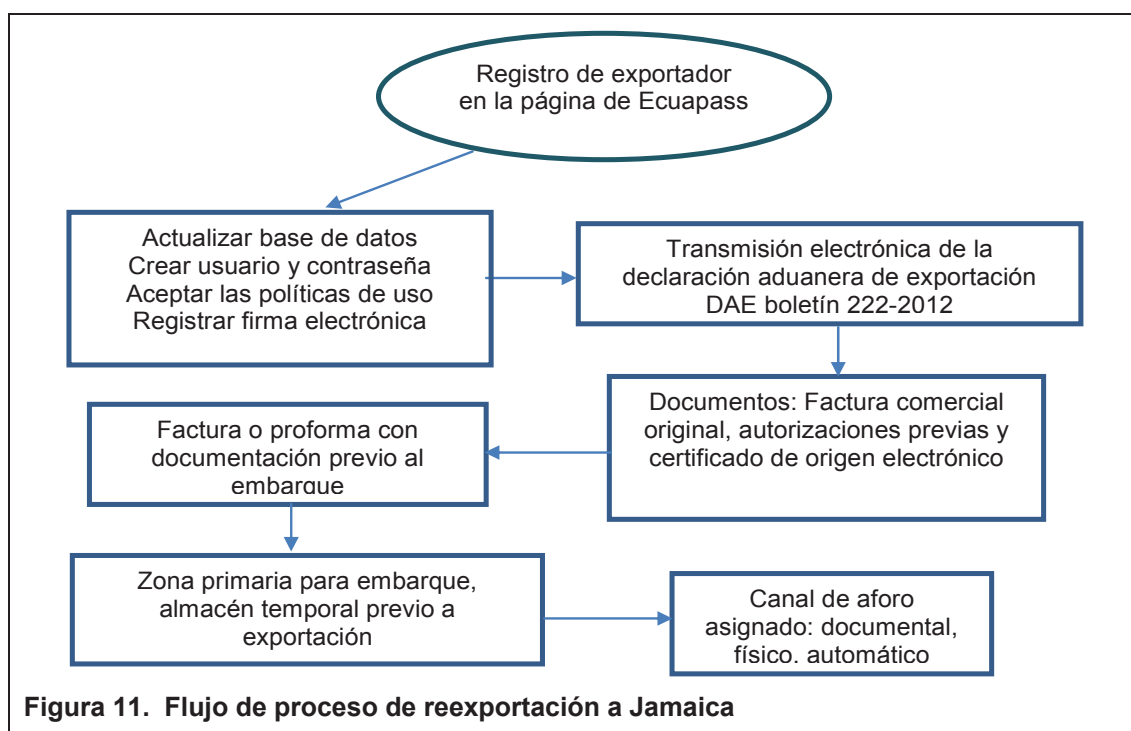 Registro de exportador
en la página de Ecuapass
Actualizar base de datos
Crear usuario y contraseña
Aceptar las políticas de uso
Registrar firma electrónica
Transmisión electrónica de la
declaración aduanera de exportación
DAE boletín 222-2012
Documentos: Factura comercial
original, autorizaciones previas y
certificado de origen electrónico
Factura o proforma con
documentación previo al
embarque
Zona primaria para embarque,
almacén temporal previo a
exportación
Canal de aforo
asignado: documental,
físico. automático
Figura 11. Flujo de proceso de reexportación a Jamaica